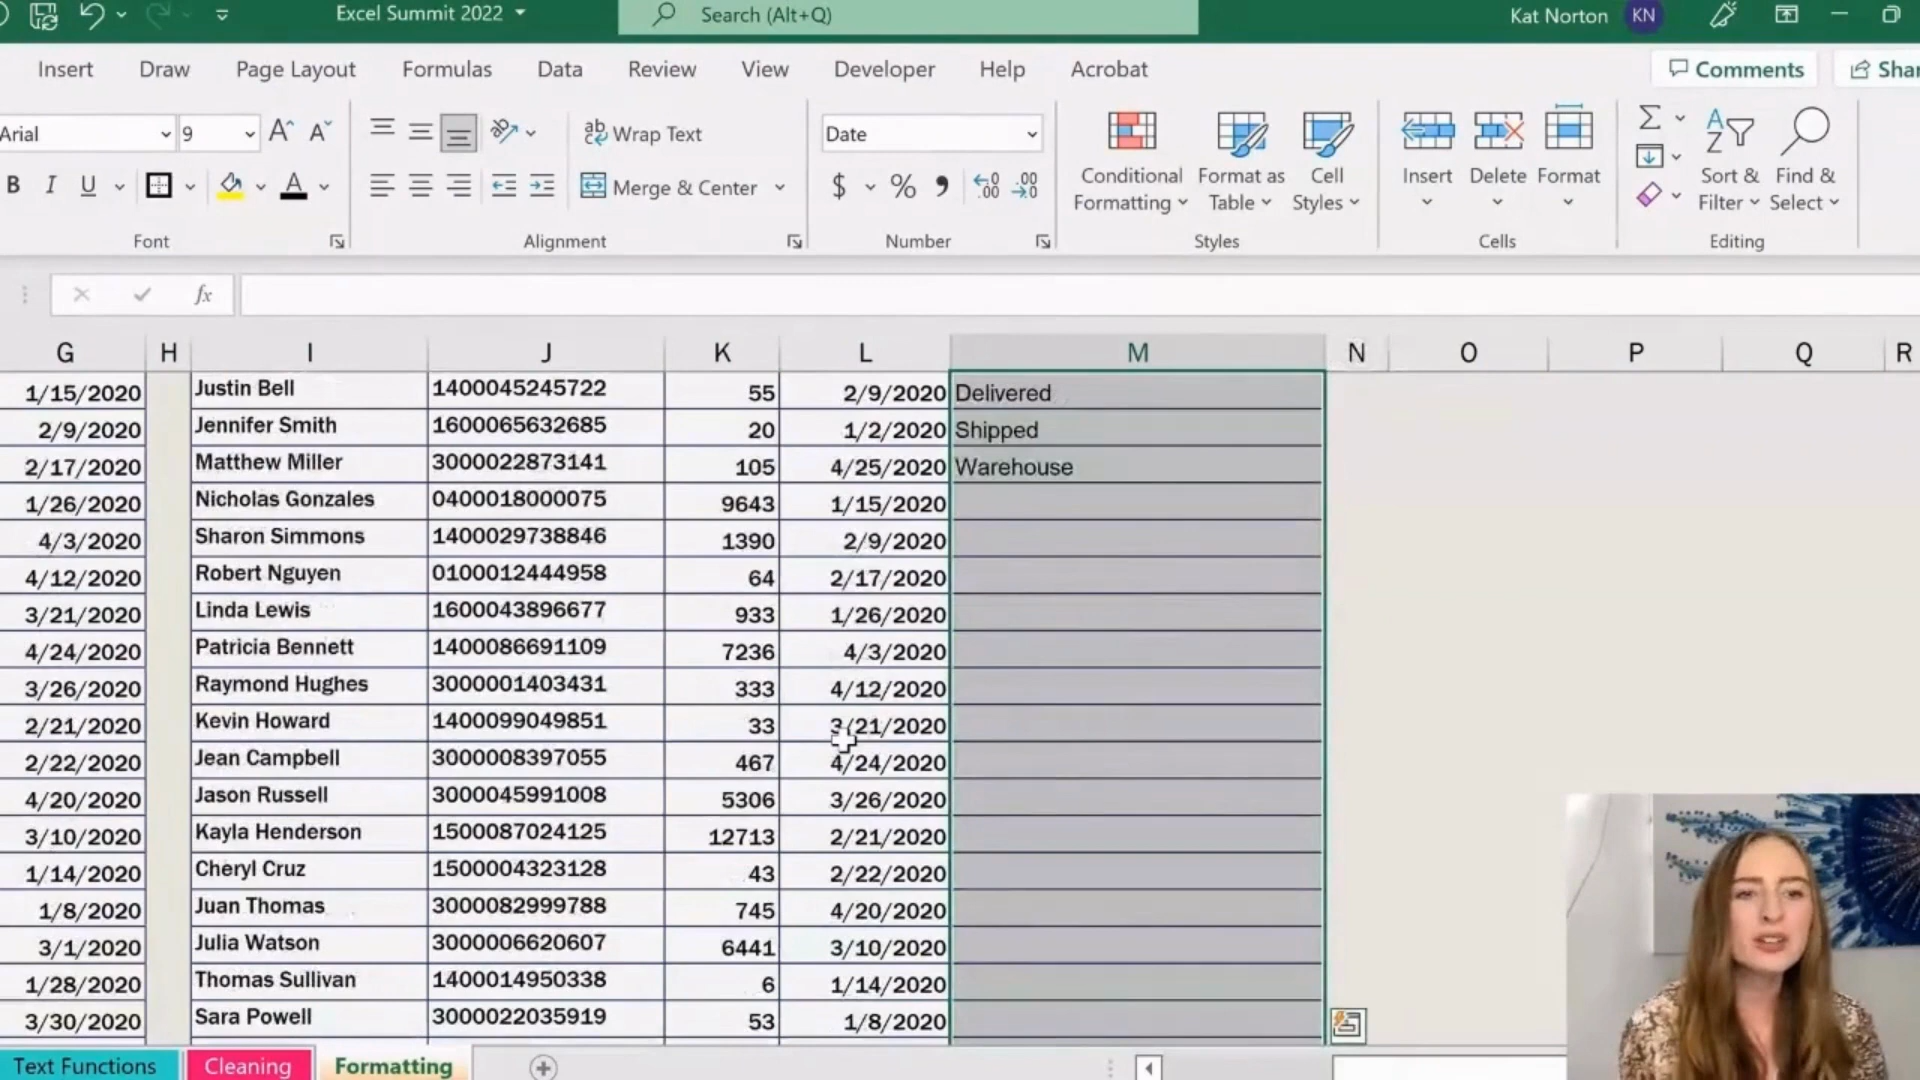 Excel Summit 2022
Search (Alt+Q)
Kat Norton KN
Insert Draw Page Layout Formulas Data Review View Developer Help Acrobat Comments Shar
Arial 9 A A ab Wrap Text Date Conditional Formatting Format as Table Cell Styles Insert Delete Format Sort & Filter Find & Select
B I U A Merge & Center $ % , .00 .00
Font Alignment Number Styles Cells Editing
fx
G H I J K L M N O P Q R
1/15/2020 Justin Bell 1400045245722 55 2/9/2020 Delivered
2/9/2020 Jennifer Smith 1600065632685 20 1/2/2020 Shipped
2/17/2020 Matthew Miller 3000022873141 105 4/25/2020 Warehouse
1/26/2020 Nicholas Gonzales 0400018000075 9643 1/15/2020
4/3/2020 Sharon Simmons 1400029738846 1390 2/9/2020
4/12/2020 Robert Nguyen 0100012444958 64 2/17/2020
3/21/2020 Linda Lewis 1600043896677 933 1/26/2020
4/24/2020 Patricia Bennett 1400086691109 7236 4/3/2020
3/26/2020 Raymond Hughes 3000001403431 333 4/12/2020
2/21/2020 Kevin Howard 1400099049851 33 3/21/2020
2/22/2020 Jean Campbell 3000008397055 467 4/24/2020
4/20/2020 Jason Russell 3000045991008 5306 3/26/2020
3/10/2020 Kayla Henderson 1500087024125 12713 2/21/2020
1/14/2020 Cheryl Cruz 1500004323128 43 2/22/2020
1/8/2020 Juan Thomas 3000082999788 745 4/20/2020
3/1/2020 Julia Watson 3000006620607 6441 3/10/2020
1/28/2020 Thomas Sullivan 1400014950338 6 1/14/2020
3/30/2020 Sara Powell 3000022035919 53 1/8/2020
Text Functions Cleaning Formatting